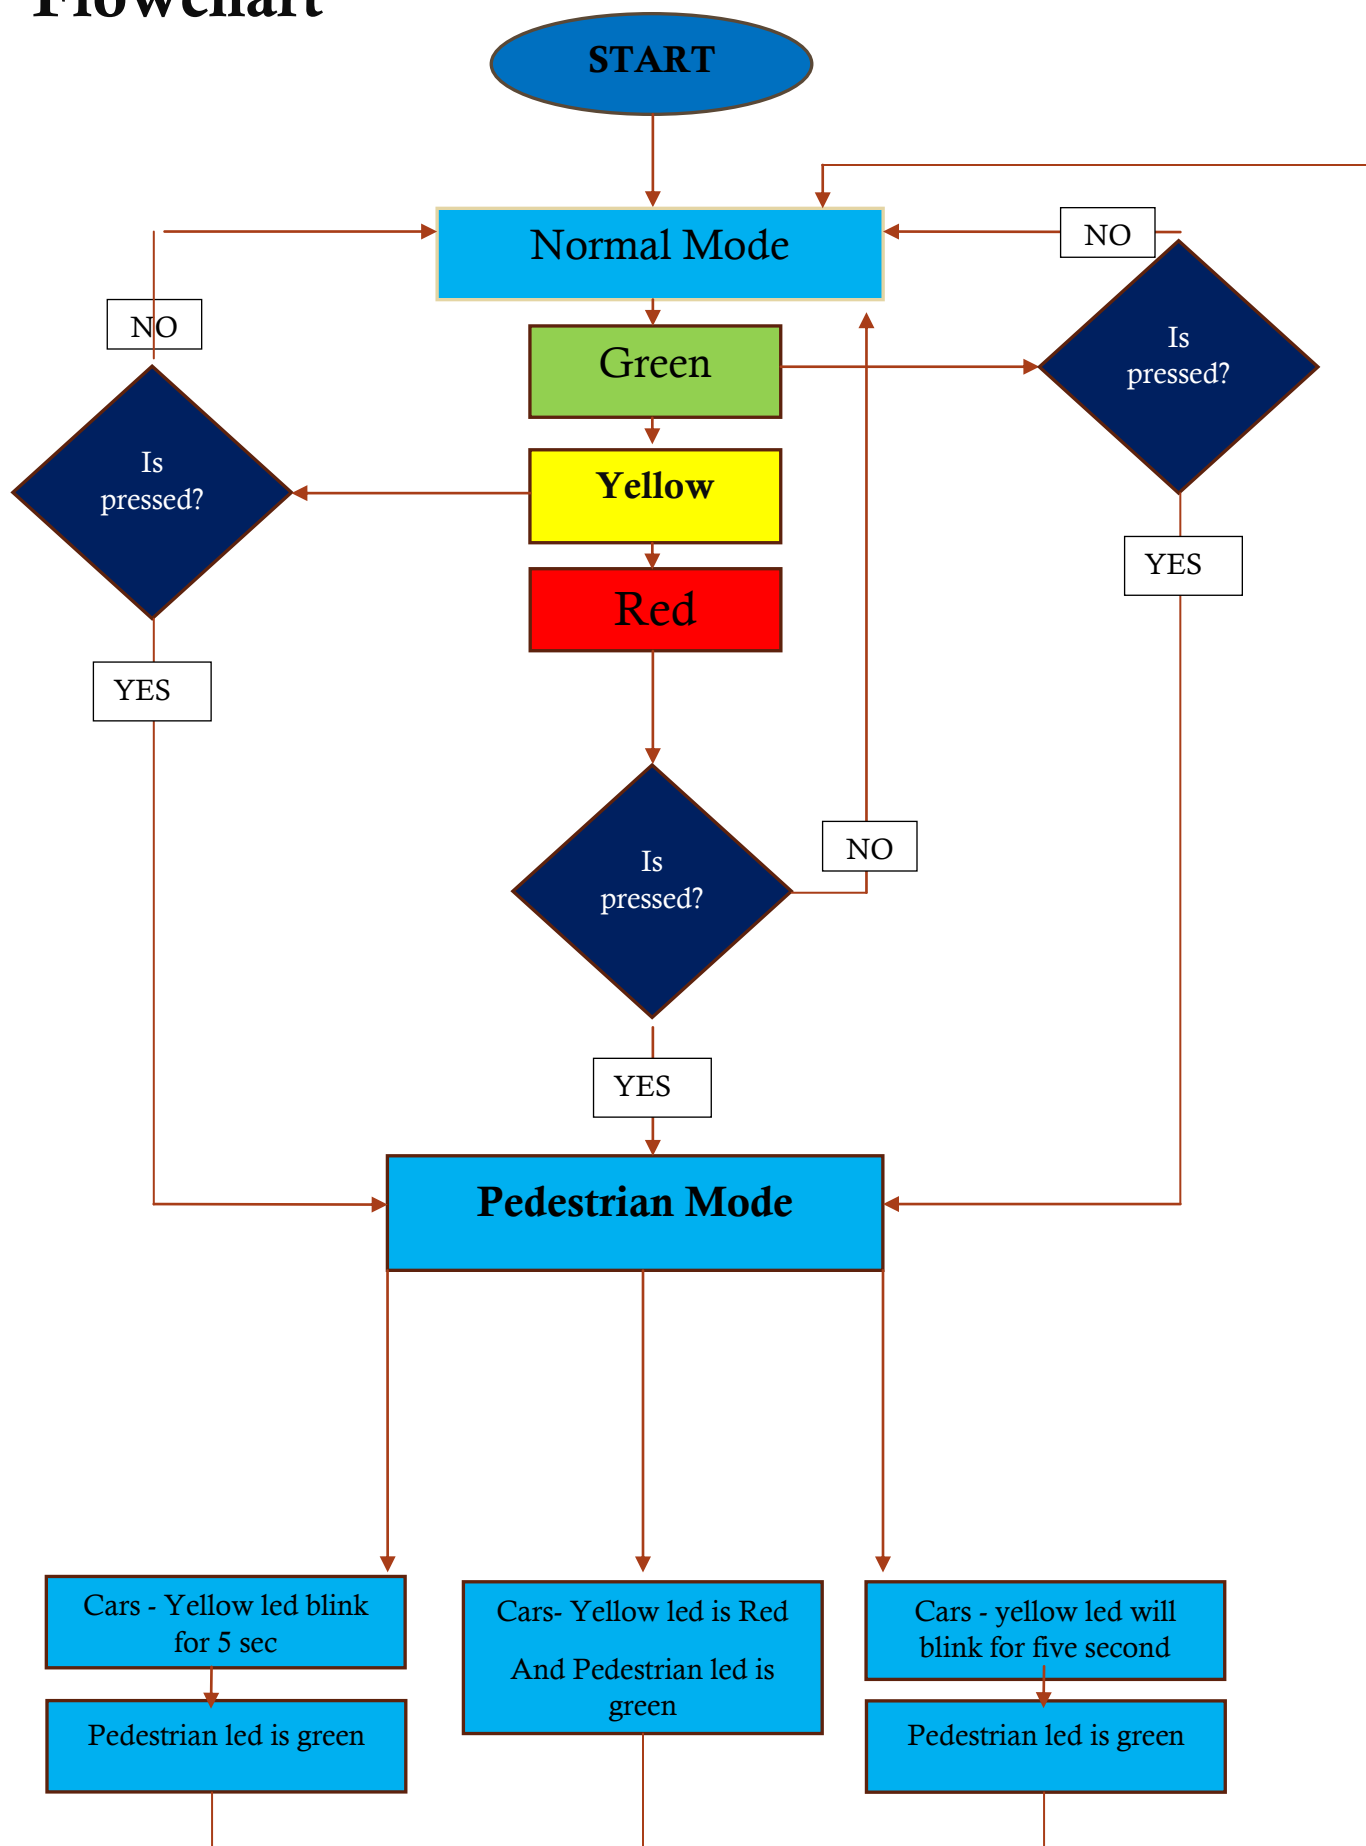 Flowchart
START
Normal Mode
NO
NO
Green
Is
pressed?
Is
pressed?
Yellow
YES
Red
YES
Is
pressed?
NO
YES
Pedestrian Mode
Cars - Yellow led blink
for 5 sec
Pedestrian led is green
Cars- Yellow led is Red
And Pedestrian led is
green
Cars - yellow led will
blink for five second
Pedestrian led is green